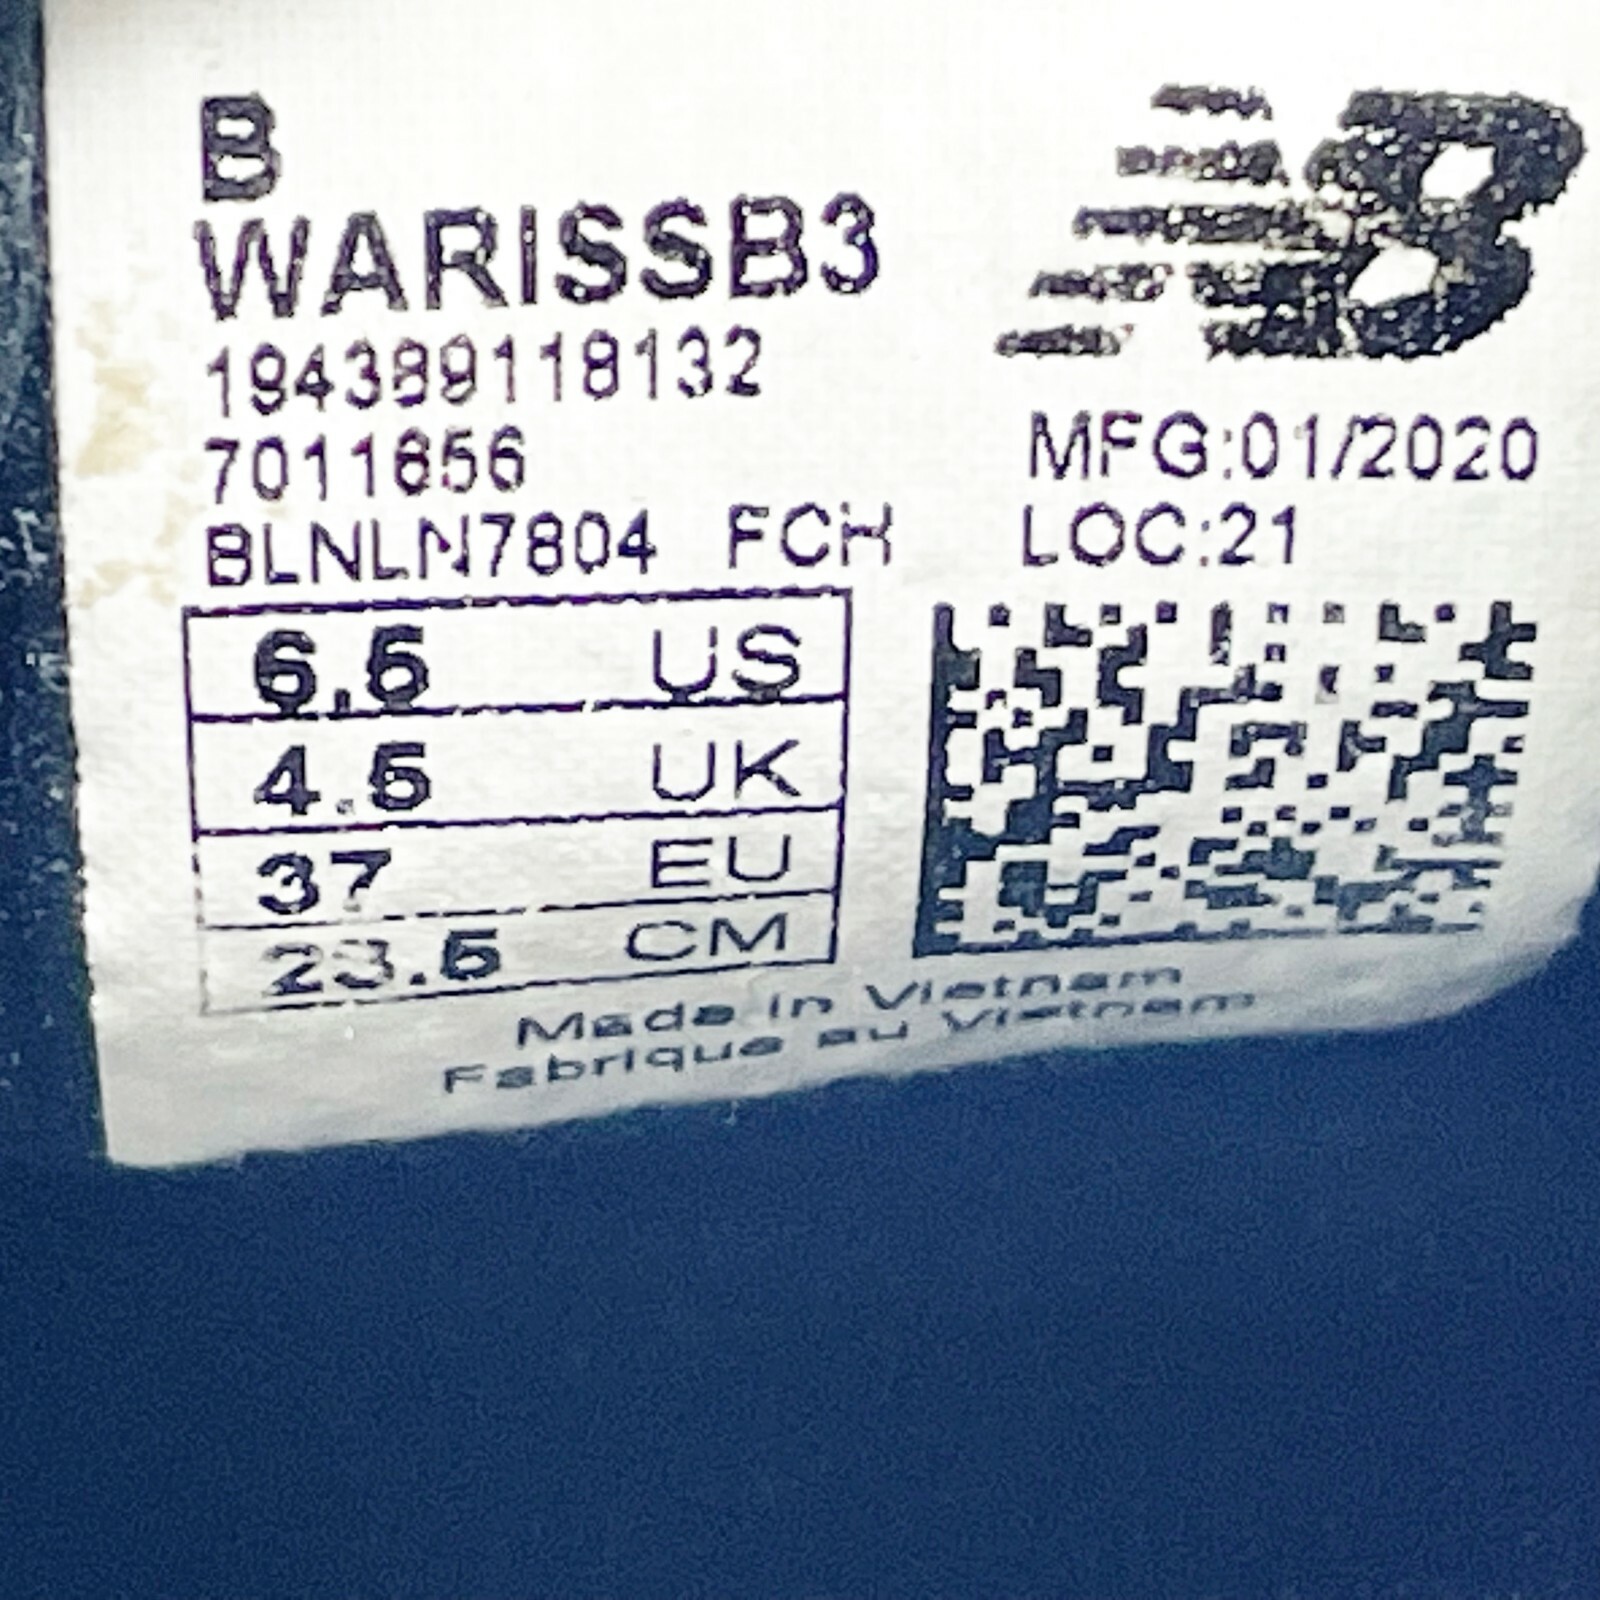 B
WARISSB3
194389118132
7011656
BLNLN7804 FCH
MFG:01/2020
LOC:21
6.5 US
4.5 UK
37 EU
23.5 CM
Made in Vietnam
Fabrique au Vietnam